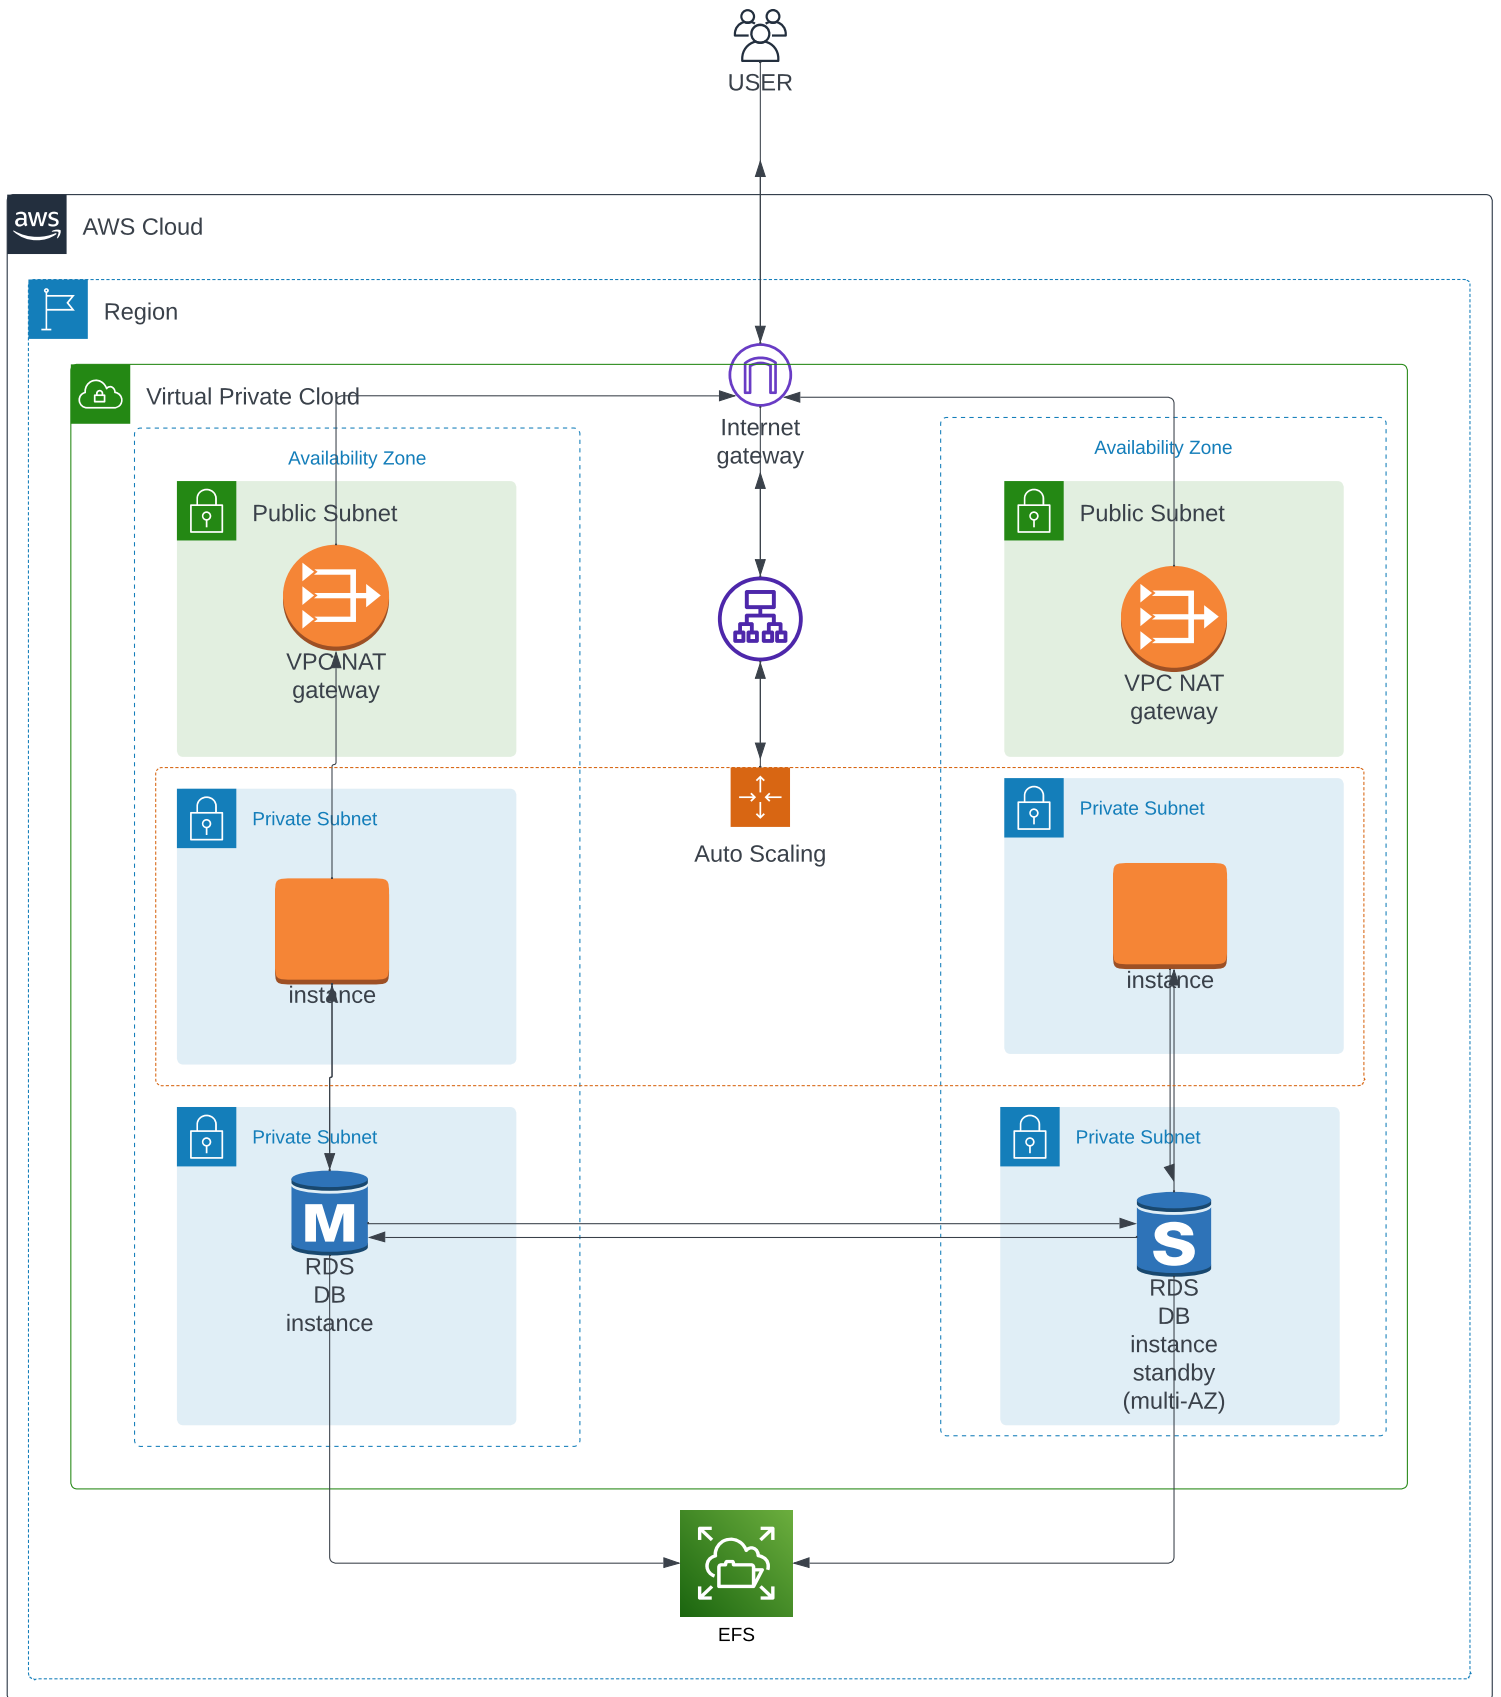 USER
aws
AWS Cloud
Region
Virtual Private Cloud
Internet
gateway
Availability Zone
Availability Zone
Public Subnet
Public Subnet
VPC NAT
gateway
VPC NAT
gateway
Private Subnet
Private Subnet
Auto Scaling
instance
instance
Private Subnet
Private Subnet
M
S
RDS
DB
instance
RDS
DB
instance
standby
(multi-AZ)
EFS